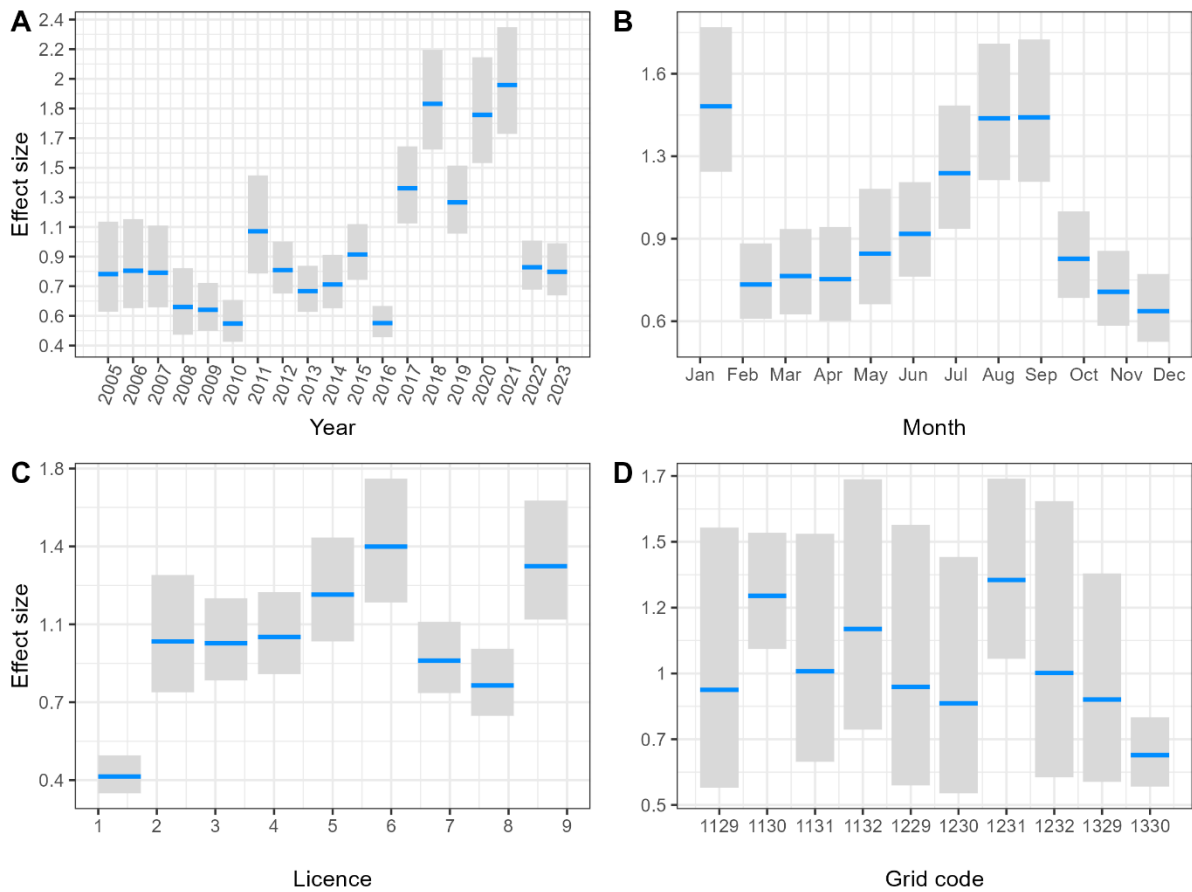 A
Effect size
2.4
2.2
2
1.8
1.7
1.5
1.3
1.1
0.9
0.7
0.6
0.4
2005 2006 2007 2008 2009 2010 2011 2012 2013 2014 2015 2016 2017 2018 2019 2020 2021 2022 2023
Year
B
1.6
1.3
0.9
0.6
Jan Feb Mar Apr May Jun Jul Aug Sep Oct Nov Dec
Month
C
Effect size
1.8
1.4
1.1
0.7
0.4
1 2 3 4 5 6 7 8 9
Licence
D
1.7
1.5
1.2
1
0.7
0.5
1129 1130 1131 1132 1229 1230 1231 1232 1329 1330
Grid code